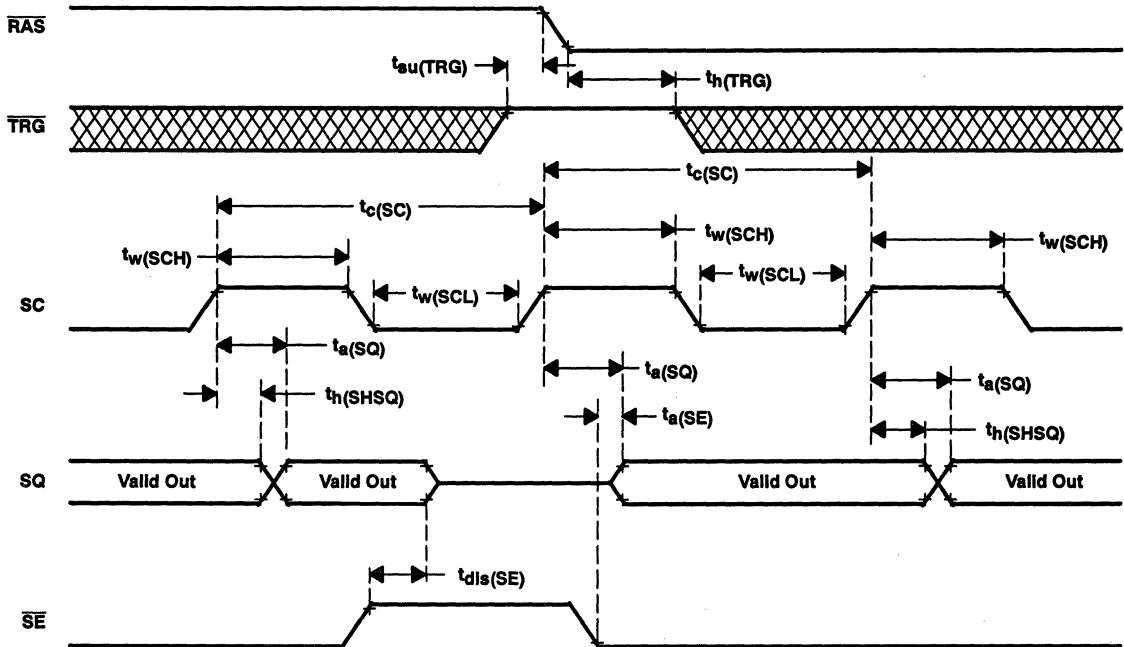 RAS
tsu(TRG)
th(TRG)
TRG
tc(SC)
tc(SC)
tw(SCH)
tw(SCH)
tw(SCH)
tw(SCL)
tw(SCL)
SC
ta(SQ)
ta(SQ)
ta(SQ)
th(SHSQ)
ta(SE)
th(SHSQ)
SQ
Valid Out
Valid Out
Valid Out
Valid Out
tdis(SE)
SE